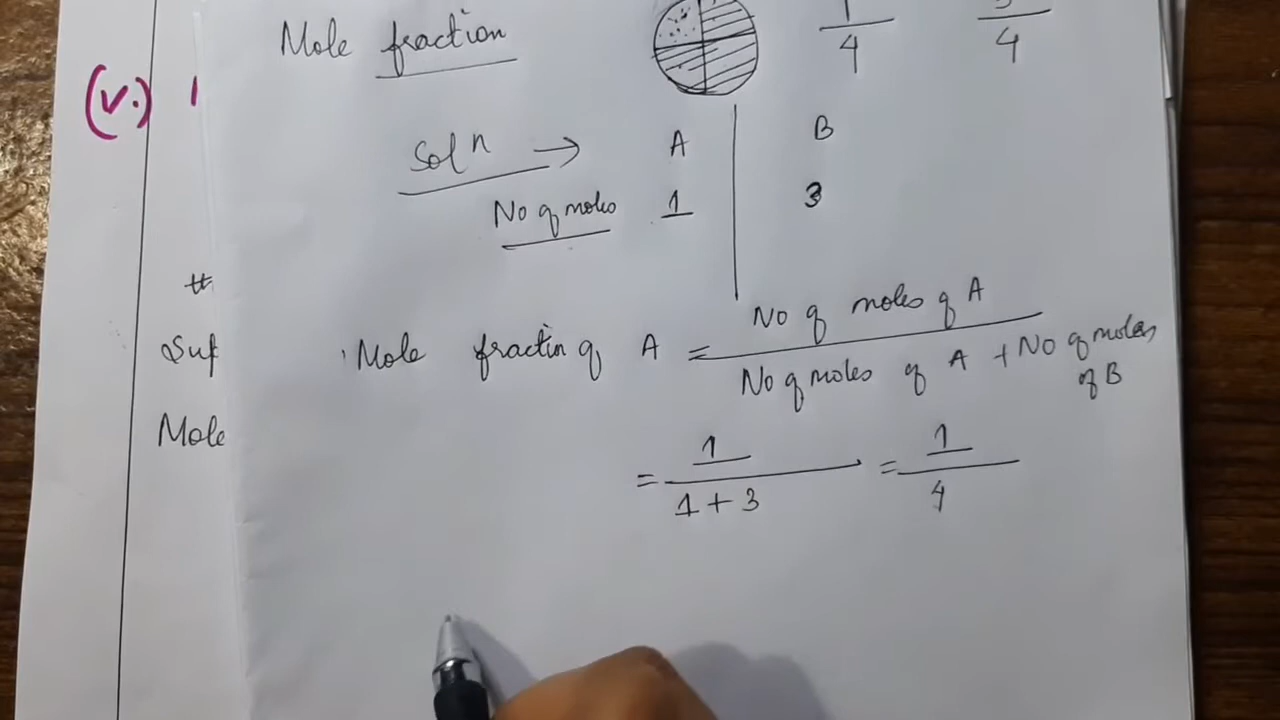 Mole fraction
1/4 3/4
(v.)
A B
Soln →
No of moles 1 3
#
No of moles of A
Suf
Mole fractin of A = No of moles of A + No of moles
of B
Mole
= 1/1+3 = 1/4